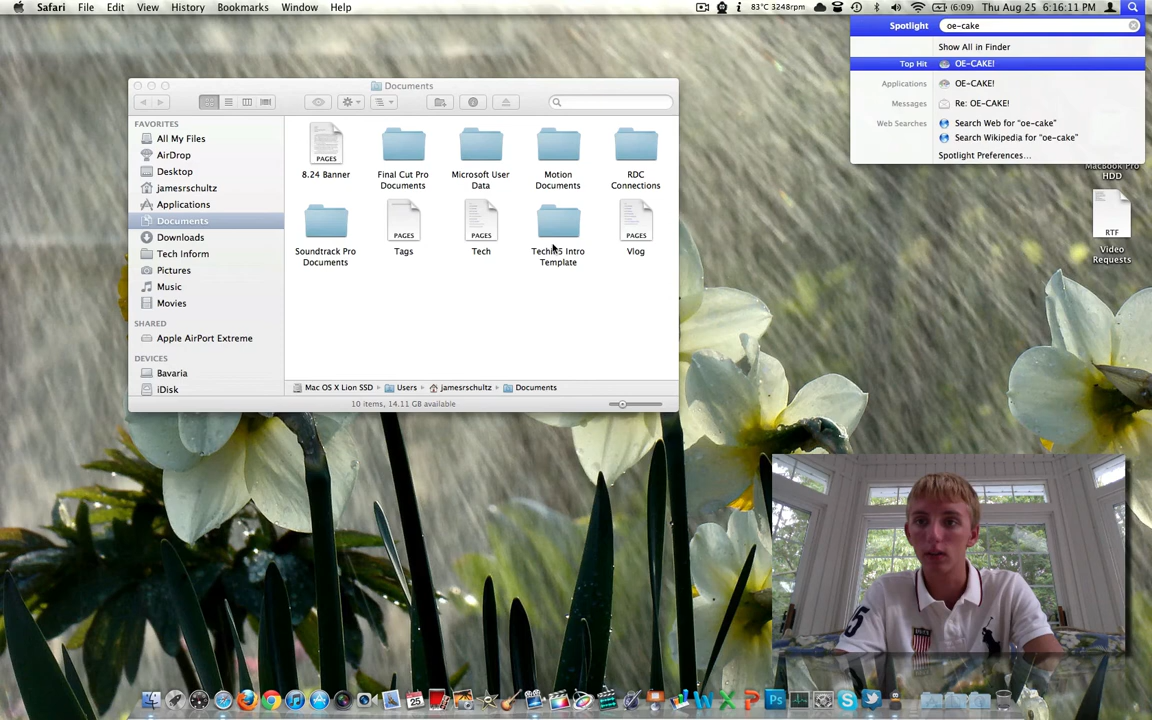 Safari File Edit View History Bookmarks Window Help
83°C 3248rpm (6:09) Thu Aug 25 6:16:11 PM
Spotlight oe-cake
Show All in Finder
Top Hit OE-CAKE!
Applications OE-CAKE!
Messages Re: OE-CAKE!
Web Searches Search Web for "oe-cake"
Search Wikipedia for "oe-cake"
Spotlight Preferences...
MacBook Pro
HDD
RTF
Video
Requests
Documents
FAVORITES
All My Files
AirDrop
Desktop
jamesrschultz
Applications
Documents
Downloads
Tech Inform
Pictures
Music
Movies
SHARED
Apple AirPort Extreme
DEVICES
Bavaria
iDisk
PAGES
8.24 Banner
Final Cut Pro
Documents
Microsoft User
Data
Motion
Documents
RDC
Connections
Soundtrack Pro
Documents
PAGES
Tags
PAGES
Tech
Intro
Template
PAGES
Vlog
Mac OS X Lion SSD Users jamesrschultz Documents
10 items, 14.11 GB available
25
Ps